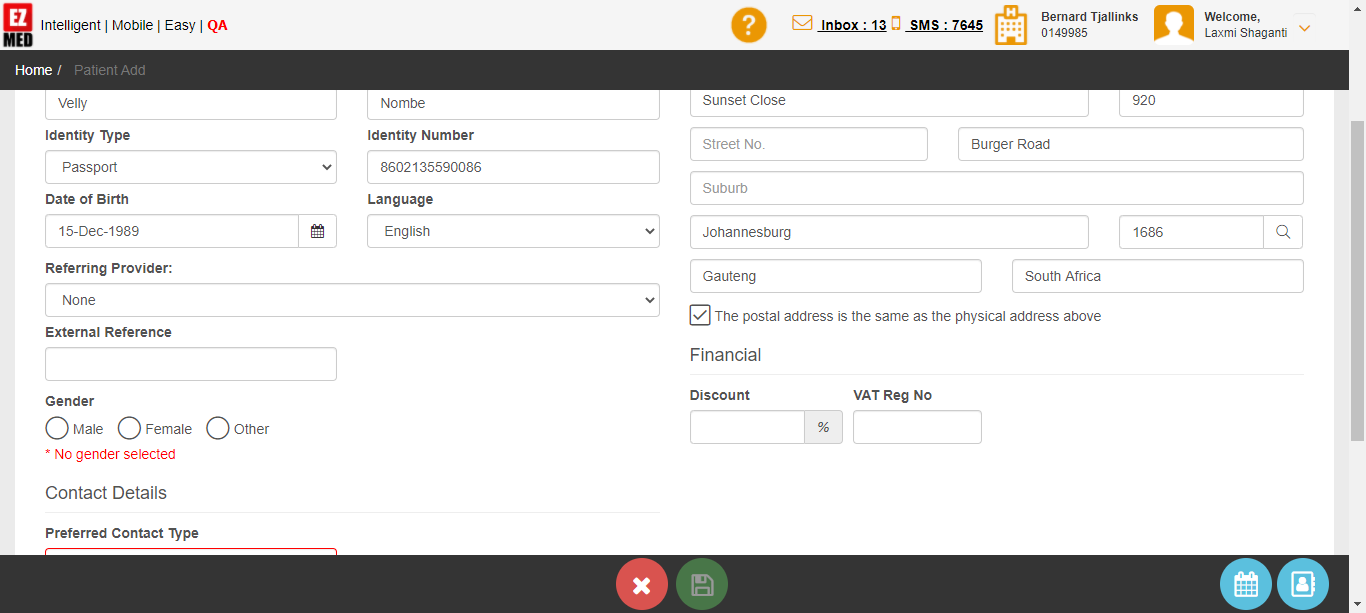 EZ
MED
Intelligent | Mobile | Easy | QA
?
Inbox : 13
SMS : 7645
H
Bernard Tjallinks
0149985
Welcome,
Laxmi Shaganti
Home / Patient Add
Velly
Nombe
Identity Type
Identity Number
Passport
8602135590086
Date of Birth
Language
15-Dec-1989
English
Referring Provider:
None
External Reference
Gender
Male
Female
Other
* No gender selected
Contact Details
Preferred Contact Type
Sunset Close
920
Street No.
Burger Road
Suburb
Johannesburg
1686
Gauteng
South Africa
The postal address is the same as the physical address above
Financial
Discount
VAT Reg No
%